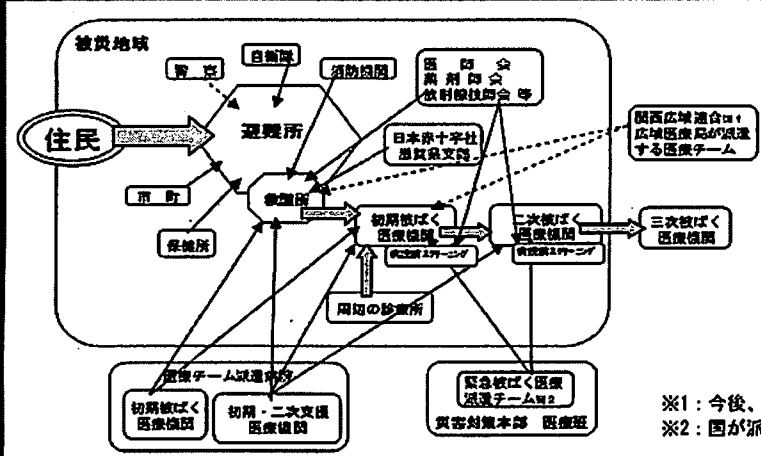 被災地域
警察
自衛隊
消防機関
医師会
薬剤師会
放射線技師会等
住民
避難所
日本赤十字社
滋賀県支部
関西広域連合※1
広域医療局が派遣
する医療チーム
市町
救護所
保健所
初期被ばく
医療機関
二次被ばく
医療機関
三次被ばく
医療機関
周辺の診療所
医療チーム派遣病院
初期被ばく
医療機関
初期・二次支援
医療機関
緊急被ばく医療
派遣チーム※2
災害対策本部 医療班
※1：今後、
※2：国が派